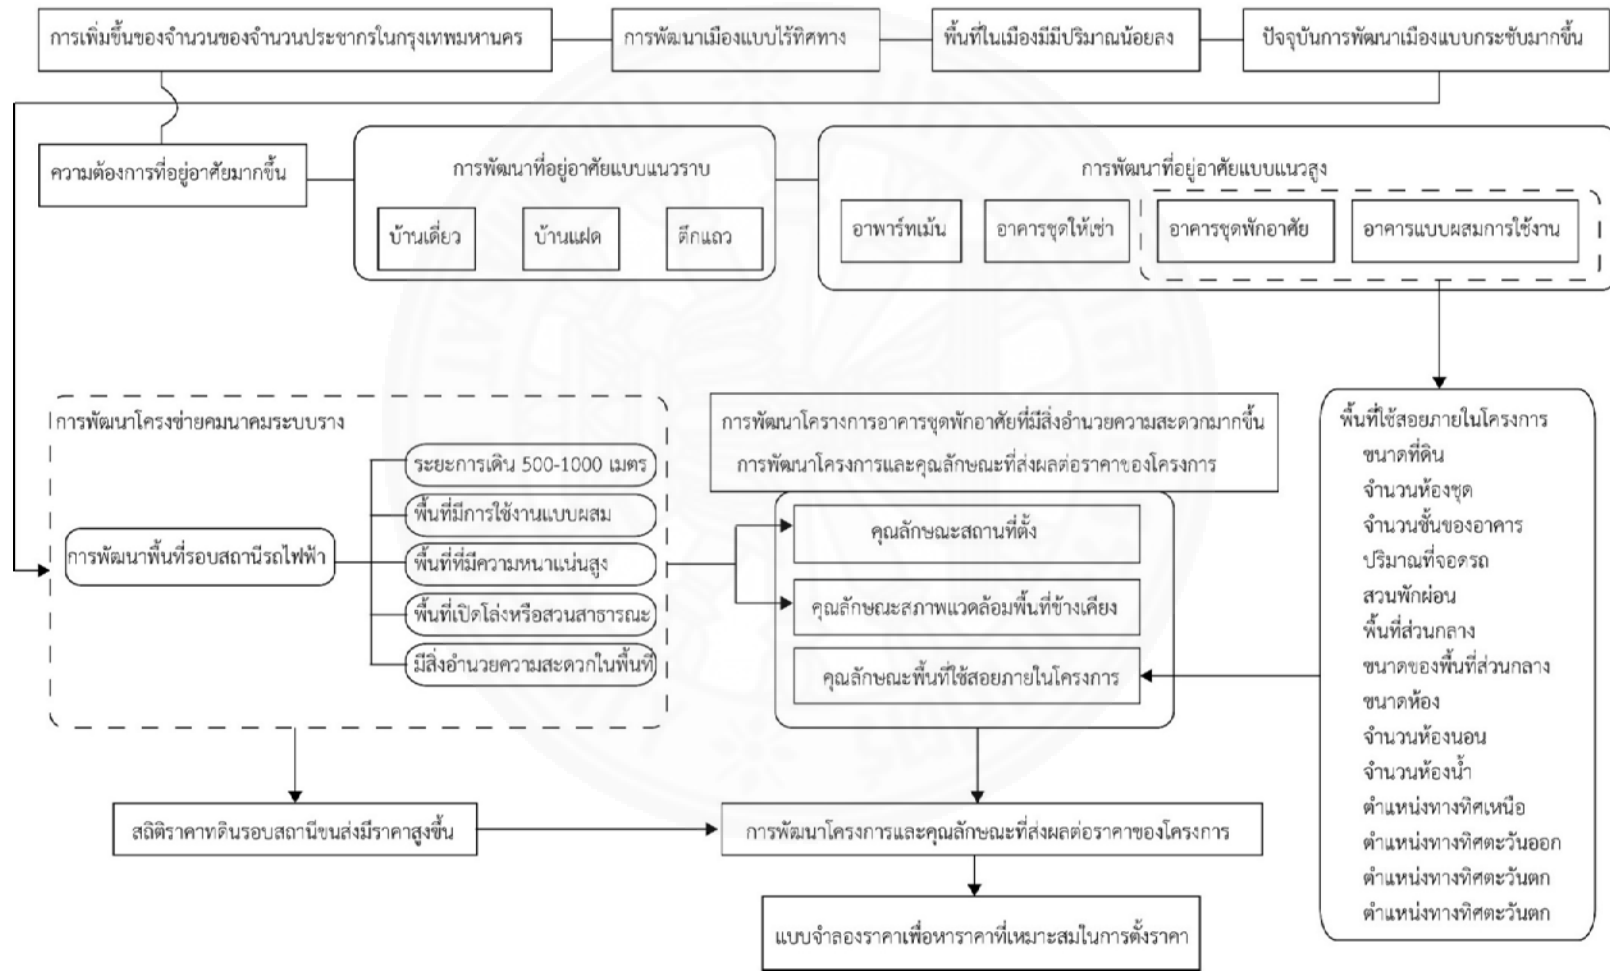 การเพิ่มขึ้นของจำนวนของจำนวนประชากรในกรุงเทพมหานคร
การพัฒนาเมืองแบบไร้ทิศทาง
พื้นที่ในเมืองมีมีปริมาณน้อยลง
ปัจจุบันการพัฒนาเมืองแบบกระชับมากขึ้น
ความต้องการที่อยู่อาศัยมากขึ้น
การพัฒนาที่อยู่อาศัยแบบแนวราบ
บ้านเดี่ยว
บ้านแฝด
ตึกแถว
การพัฒนาที่อยู่อาศัยแบบแนวสูง
อาพาร์ทเม้น
อาคารชุดให้เช่า
อาคารชุดพักอาศัย
อาคารแบบผสมการใช้งาน
การพัฒนาโครงข่ายคมนาคมระบบราง
การพัฒนาพื้นที่รอบสถานีรถไฟฟ้า
ระยะการเดิน 500-1000 เมตร
พื้นที่มีการใช้งานแบบผสม
พื้นที่ที่มีความหนาแน่นสูง
พื้นที่เปิดโล่งหรือสวนสาธารณะ
มีสิ่งอำนวยความสะดวกในพื้นที่
การพัฒนาโครางการอาคารชุดพักอาศัยที่มีสิ่งอำนวยความสะดวกมากขึ้น
การพัฒนาโครงการและคุณลักษณะที่ส่งผลต่อราคาของโครงการ
คุณลักษณะสถานที่ตั้ง
คุณลักษณะสภาพแวดล้อมพื้นที่ข้างเคียง
คุณลักษณะพื้นที่ใช้สอยภายในโครงการ
พื้นที่ใช้สอยภายในโครงการ
ขนาดที่ดิน
จำนวนห้องชุด
จำนวนชั้นของอาคาร
ปริมาณที่จอดรถ
สวนพักผ่อน
พื้นที่ส่วนกลาง
ขนาดของพื้นที่ส่วนกลาง
ขนาดห้อง
จำนวนห้องนอน
จำนวนห้องน้ำ
ตำแหน่งทางทิศเหนือ
ตำแหน่งทางทิศตะวันออก
ตำแหน่งทางทิศตะวันตก
ตำแหน่งทางทิศตะวันตก
สถิติราคาทดินรอบสถานีขนส่งมีราคาสูงขึ้น
การพัฒนาโครงการและคุณลักษณะที่ส่งผลต่อราคาของโครงการ
แบบจำลองราคาเพื่อหาราคาที่เหมาะสมในการตั้งราคา